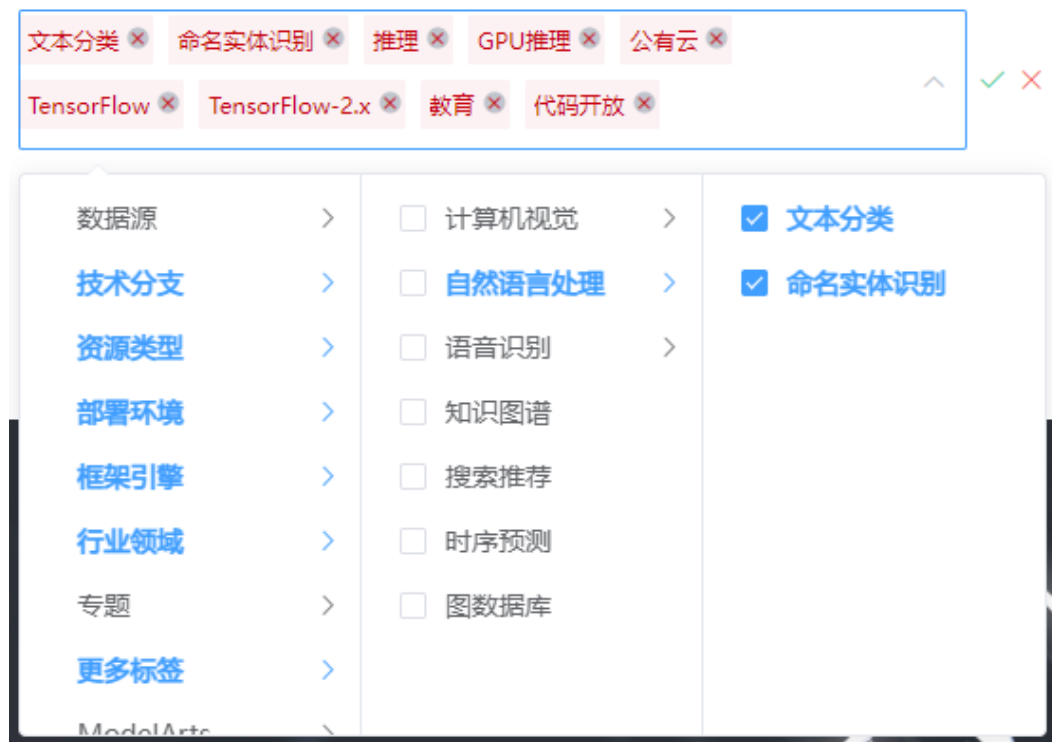 文本分类 命名实体识别 推理 GPU推理 公有云
TensorFlow TensorFlow-2.x 教育 代码开放
数据源
技术分支
资源类型
部署环境
框架引擎
行业领域
专题
更多标签
ModelArts
计算机视觉
自然语言处理
语音识别
知识图谱
搜索推荐
时序预测
图数据库
文本分类
命名实体识别